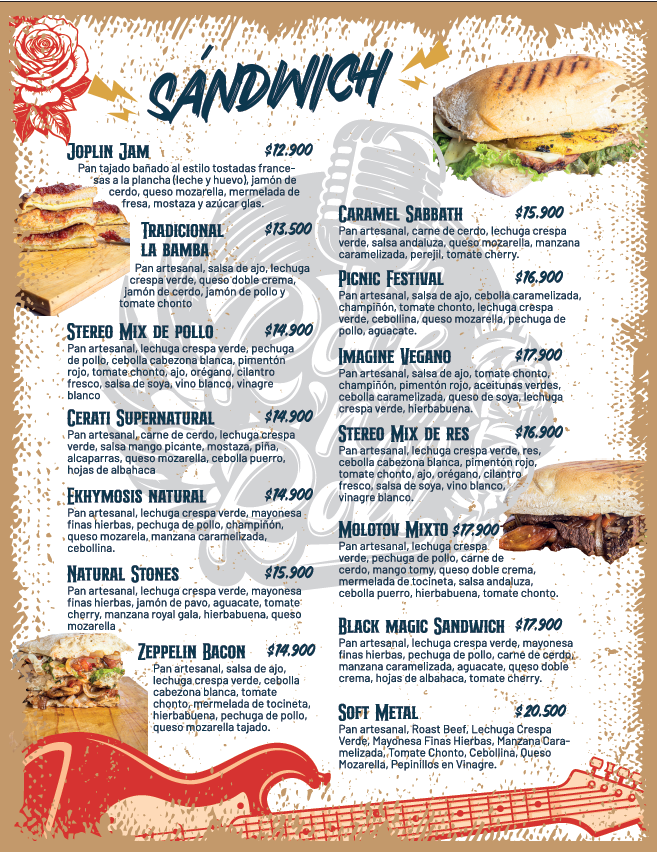 SÁNDWICH
JOPLIN JAM $12.900
Pan tajado bañado al estilo tostadas france-
sas a la plancha (leche y huevo), jamón de
cerdo, queso mozarella, mermelada de
fresa, mostaza y azúcar glas.
TRADICIONAL $13.500
LA BAMBA
Pan artesanal, salsa de ajo, lechuga
crespa verde, queso doble crema,
jamón de cerdo, jamón de pollo y
tomate chonto
STEREO MIX DE POLLO $14.900
Pan artesanal, lechuga crespa verde, pechuga
de pollo, cebolla cabezona blanca, pimentón
rojo, tomate chonto, ajo, orégano, cilantro
fresco, salsa de soya, vino blanco, vinagre
blanco
CERATI SUPERNATURAL $14.900
Pan artesanal, carne de cerdo, lechuga crespa
verde, salsa mango picante, mostaza, piña,
alcaparras, queso mozarella, cebolla puerro,
hojas de albahaca
EKHYMOSIS NATURAL $14.900
Pan artesanal, lechuga crespa verde, mayonesa
finas hierbas, pechuga de pollo, champiñón,
queso mozarela, manzana caramelizada,
cebollina.
NATURAL STONES $15.900
Pan artesanal, lechuga crespa verde, mayonesa
finas hierbas, jamón de pavo, aguacate, tomate
cherry, manzana royal gala, hierbabuena, queso
mozarella
ZEPPELIN BACON $14.900
Pan artesanal, salsa de ajo,
lechuga crespa verde, cebolla
cabezona blanca, tomate
chonto, mermelada de tocineta,
hierbabuena, pechuga de pollo,
queso mozarella tajado.
CARAMEL SABBATH $15.900
Pan artesanal, carne de cerdo, lechuga crespa
verde, salsa andaluza, queso mozarella, manzana
caramelizada, perejil, tomate cherry.
PICNIC FESTIVAL $16.900
Pan artesanal, salsa de ajo, cebolla caramelizada,
champiñón, tomate chonto, lechuga crespa
verde, cebollina, queso mozarella, pechuga de
pollo, aguacate.
IMAGINE VEGANO $17.900
Pan artesanal, salsa de ajo, tomate chonto,
champiñón, pimentón rojo, aceitunas verdes,
cebolla caramelizada, queso de soya, lechuga
crespa verde, hierbabuena.
STEREO MIX DE RES $16.900
Pan artesanal, lechuga crespa verde, res,
cebolla cabezona blanca, pimentón rojo,
tomate chonto, ajo, orégano, cilantro
fresco, salsa de soya, vino blanco,
vinagre blanco.
MOLOTOV MIXTO $17.900
Pan artesanal, lechuga crespa
verde, pechuga de pollo, carne de
cerdo, mango tomy, queso doble crema,
mermelada de tocineta, salsa andaluza,
cebolla puerro, hierbabuena, tomate chonto.
BLACK MAGIC SANDWICH $17.900
Pan artesanal, lechuga crespa verde, mayonesa
finas hierbas, pechuga de pollo, carne de cerdo,
manzana caramelizada, aguacate, queso doble
crema, hojas de albahaca, tomate cherry.
SOFT METAL $20.500
Pan artesanal, Roast Beef, Lechuga Crespa
Verde, Mayonesa Finas Hierbas, Manzana Cara-
melizada, Tomate Chonto, Cebollina, Queso
Mozarella, Pepinillos en Vinagre.